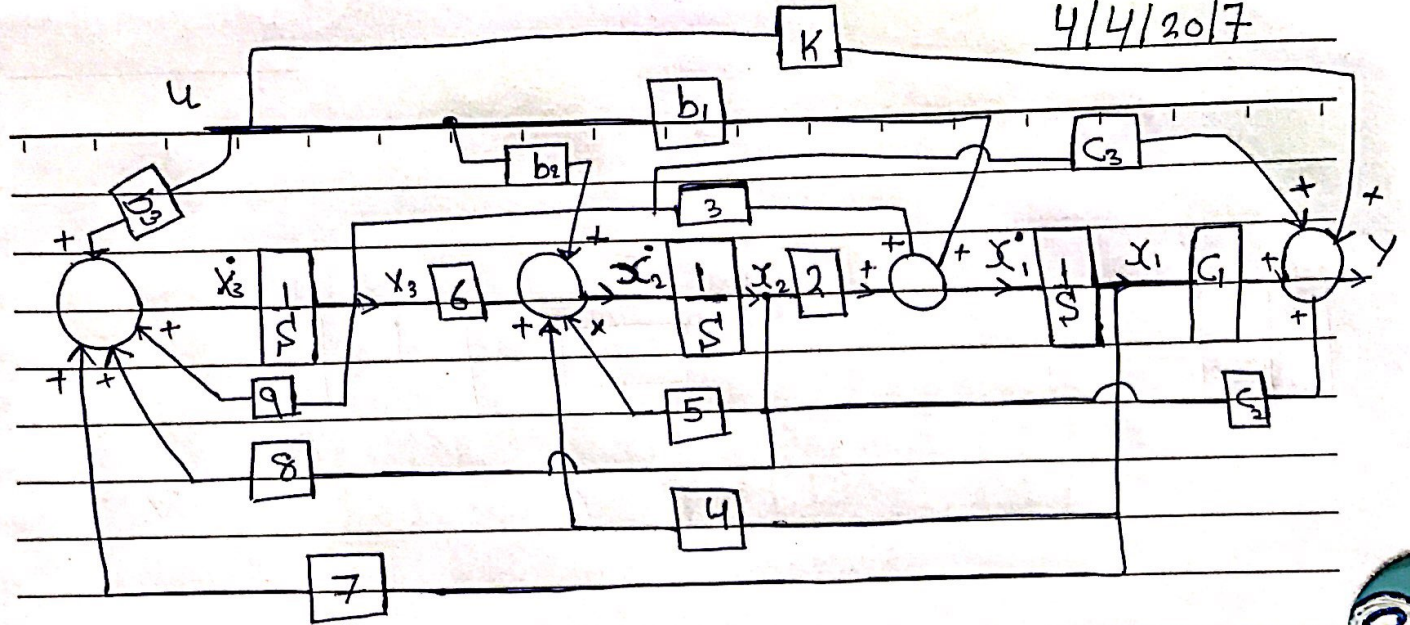 4/4/2017
K
u
b₁
b₂
C₃
b₃
3
+ + + +
+ + + Y
ẋ₃ 1/S x₃ 6 ẋ₂ 1/S x₂ 2 + ẋ₁ 1/S x₁ C₁ +
+ + x +
+ +
9 5 C₂
8
4
7